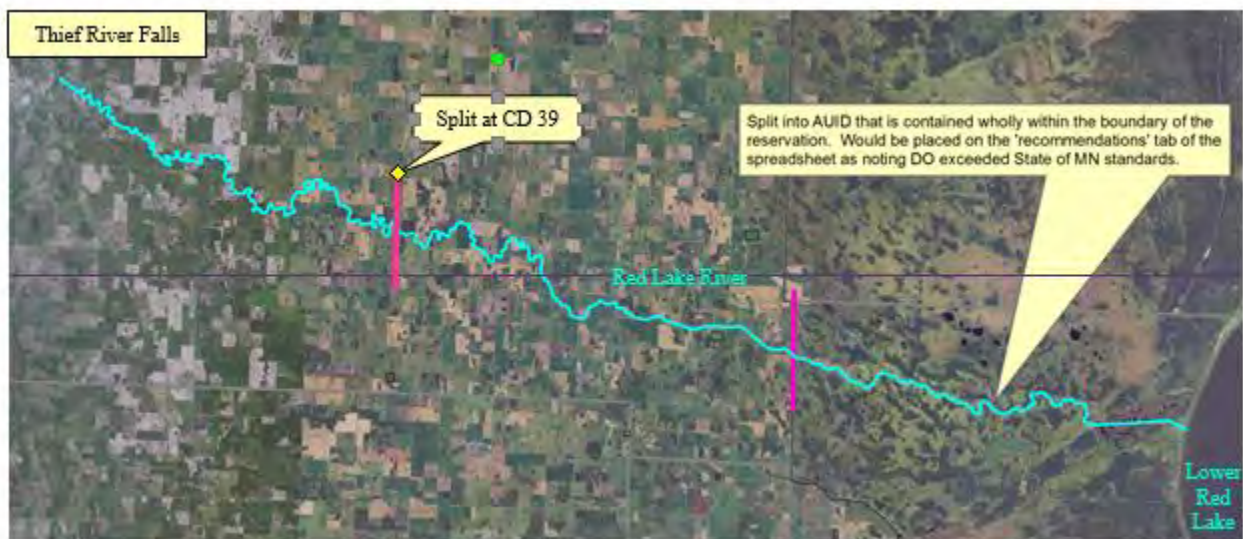 Thief River Falls
Split at CD 39
Split into AUID that is contained wholly within the boundary of the
reservation. Would be placed on the 'recommendations' tab of the
spreadsheet as noting DO exceeded State of MN standards.
Red Lake River
Lower
Red
Lake